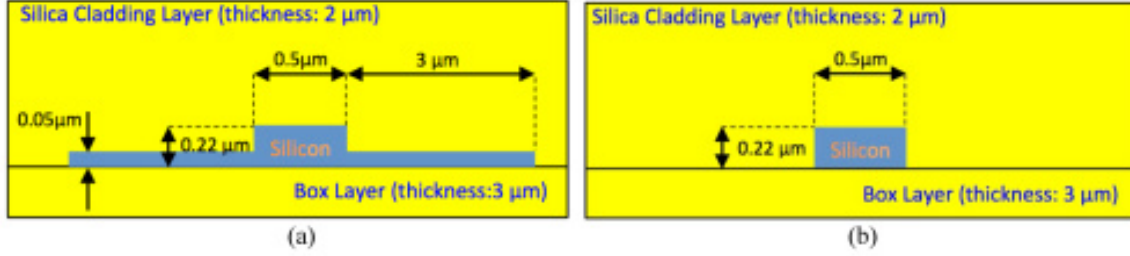 Silica Cladding Layer (thickness: 2 µm)
0.5µm
3 µm
0.05µm
0.22 µm
Silicon
Box Layer (thickness:3 µm)
(a)
Silica Cladding Layer (thickness: 2 µm)
0.5µm
0.22 µm
Silicon
Box Layer (thickness: 3 µm)
(b)